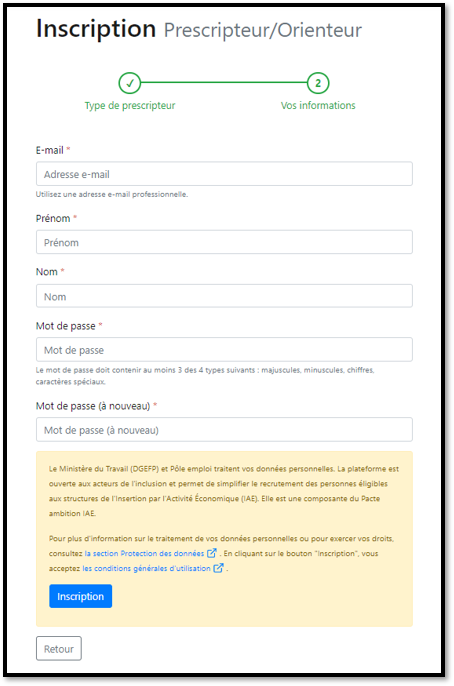 Inscription Prescripteur/Orienteur
✓ 2
Type de prescripteur Vos informations
E-mail *
Adresse e-mail
Utilisez une adresse e-mail professionnelle.
Prénom *
Prénom
Nom *
Nom
Mot de passe *
Mot de passe
Le mot de passe doit contenir au moins 3 des 4 types suivants : majuscules, minuscules, chiffres,
caractères spéciaux.
Mot de passe (à nouveau) *
Mot de passe (à nouveau)
Le Ministère du Travail (DGEFP) et Pôle emploi traitent vos données personnelles. La plateforme est
ouverte aux acteurs de l'inclusion et permet de simplifier le recrutement des personnes éligibles
aux structures de l'Insertion par l'Activité Économique (IAE). Elle est une composante du Pacte
ambition IAE.
Pour plus d'information sur le traitement de vos données personnelles ou pour exercer vos droits,
consultez la section Protection des données . En cliquant sur le bouton "Inscription", vous
acceptez les conditions générales d'utilisation .
Inscription
Retour